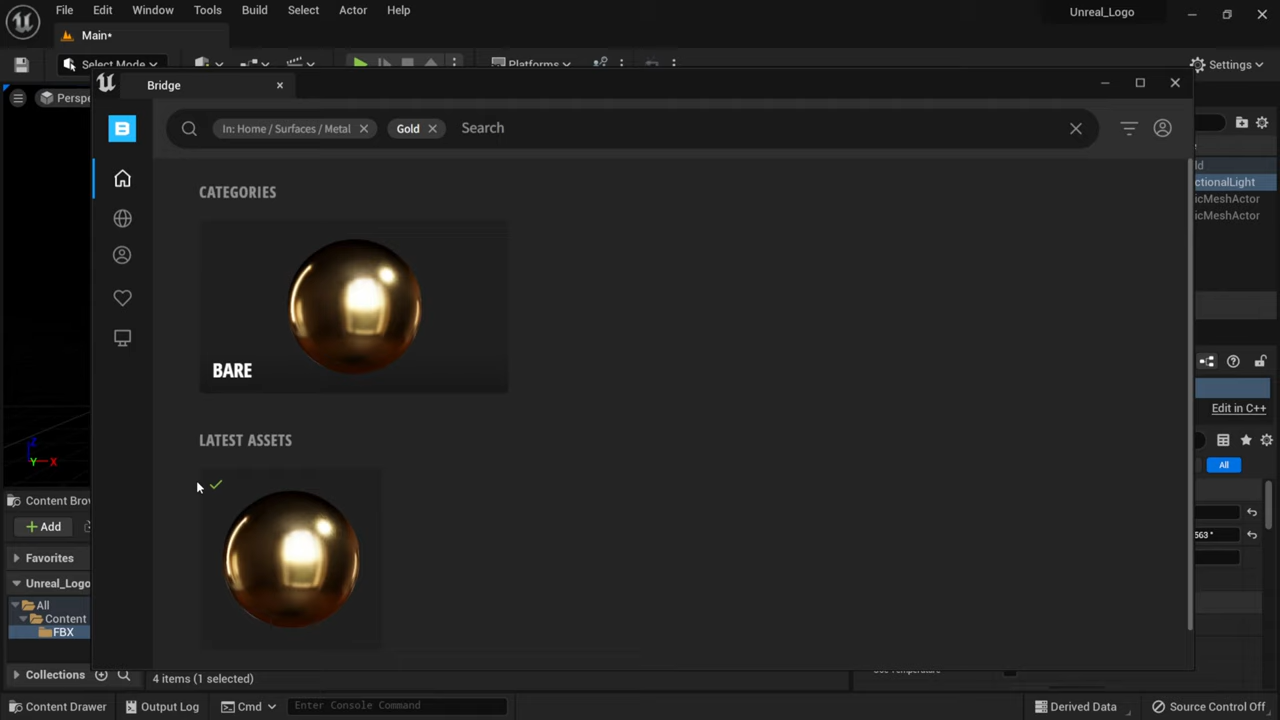 File Edit Window Tools Build Select Actor Help Unreal_Logo
Main*
Select Mode Platforms Settings
Bridge
Perspe
In: Home / Surfaces / Metal Gold Search
ld
CATEGORIES
ctionalLight
icMeshActor
icMeshActor
BARE
Edit in C++
LATEST ASSETS
All
Content Brow
563 °
Add
Favorites
Unreal_Logo
All
Content
FBX
Collections 4 items (1 selected)
Content Drawer Output Log Cmd Enter Console Command Derived Data Source Control Off